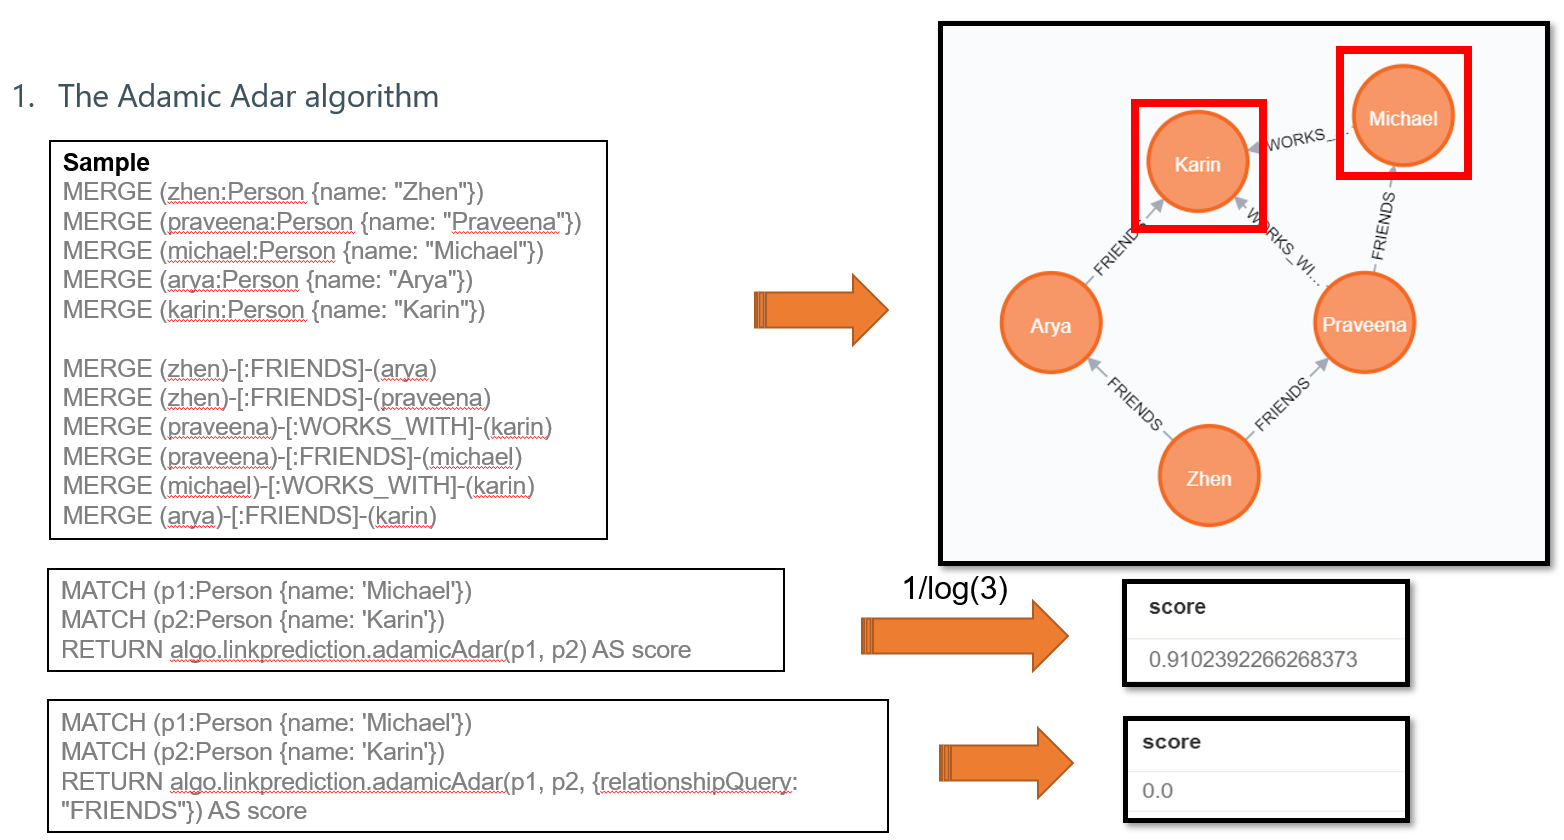 1. The Adamic Adar algorithm
Sample
MERGE (zhen:Person {name: "Zhen"})
MERGE (praveena:Person {name: "Praveena"})
MERGE (michael:Person {name: "Michael"})
MERGE (arya:Person {name: "Arya"})
MERGE (karin:Person {name: "Karin"})
MERGE (zhen)-[:FRIENDS]-(arya)
MERGE (zhen)-[:FRIENDS]-(praveena)
MERGE (praveena)-[:WORKS_WITH]-(karin)
MERGE (praveena)-[:FRIENDS]-(michael)
MERGE (michael)-[:WORKS_WITH]-(karin)
MERGE (arya)-[:FRIENDS]-(karin)
Michael
WORKS_...
Karin
FRIENDS
WORKS_WI...
FRIENDS
Arya
Praveena
FRIENDS
FRIENDS
Zhen
MATCH (p1:Person {name: 'Michael'})
MATCH (p2:Person {name: 'Karin'})
RETURN algo.linkprediction.adamicAdar(p1, p2) AS score
1/log(3)
score
0.9102392266268373
MATCH (p1:Person {name: 'Michael'})
MATCH (p2:Person {name: 'Karin'})
RETURN algo.linkprediction.adamicAdar(p1, p2, {relationshipQuery:
"FRIENDS"}) AS score
score
0.0